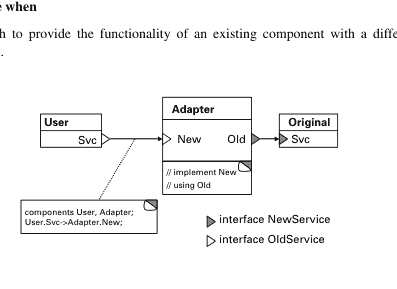 e when
h to provide the functionality of an existing component with a diffe
.
Adapter
User
Original
Svc
New
Old
Svc
// implement New
// using Old
components User, Adapter;
User.Svc->Adapter.New;
interface NewService
interface OldService